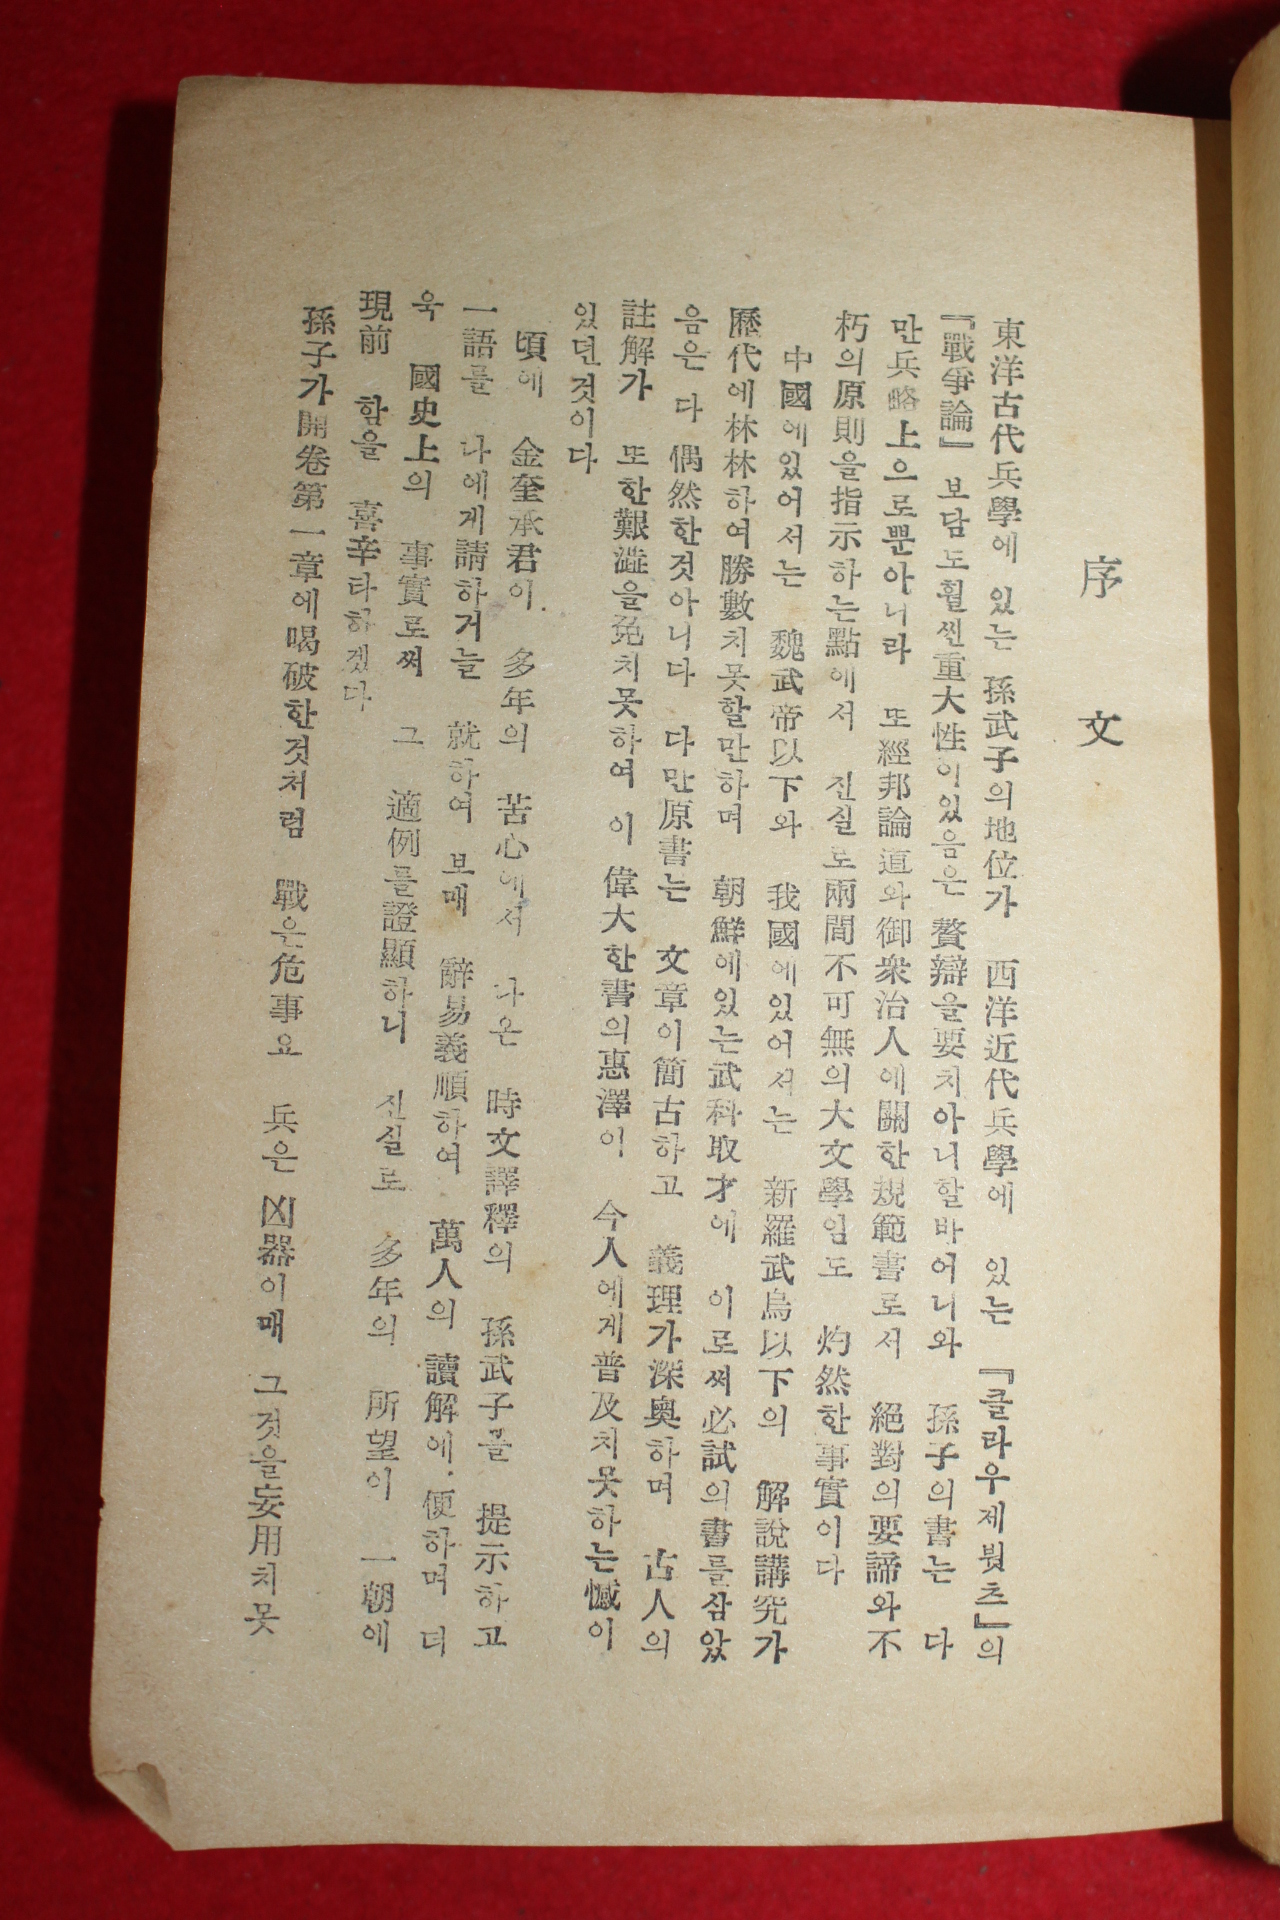 序 文
東洋古代兵學에 있는 孫武子의地位가 西洋近代兵學에 있는 『클라우제븻츠』의
『戰爭論』 보담도훨씬重大性이있음은 贅辯을要치아니할바어니와 孫子의書는 다
만兵略上으로뿐아니라 또經邦論道와御衆治人에關한規範書로서 絕對의要諦와不
朽의原則을指示하는點에서 진실로兩間不可無의大文學임도 灼然한事實이다
中國에있어서는 魏武帝以下와 我國에있어서는 新羅武烏以下의 解說講究가
歷代에林林하여勝數치못할만하며 朝鮮에있는武科取才에 이로써必試의書를삼았
음은 다 偶然한것아니다 다만原書는 文章이簡古하고 義理가深奧하며 古人의
註解가 또한艱澁을免치못하여 이偉大한書의惠澤이 今人에게普及치못하는憾이
있던것이다
頃에 金奎承君이 多年의 苦心에서 나온 時文譯釋의 孫武子를 提示하고
一語를 나에게請하거늘 就하여 보매 辭易義順하여 萬人의 讀解에便하며 더
욱 國史上의 事實로써 그 適例를證顯하니 진실로 多年의 所望이 一朝에
現前 함을 喜幸타하겠다
孫子가開卷第一章에喝破한것처럼 戰은危事요 兵은 凶器이매 그것을妄用치못